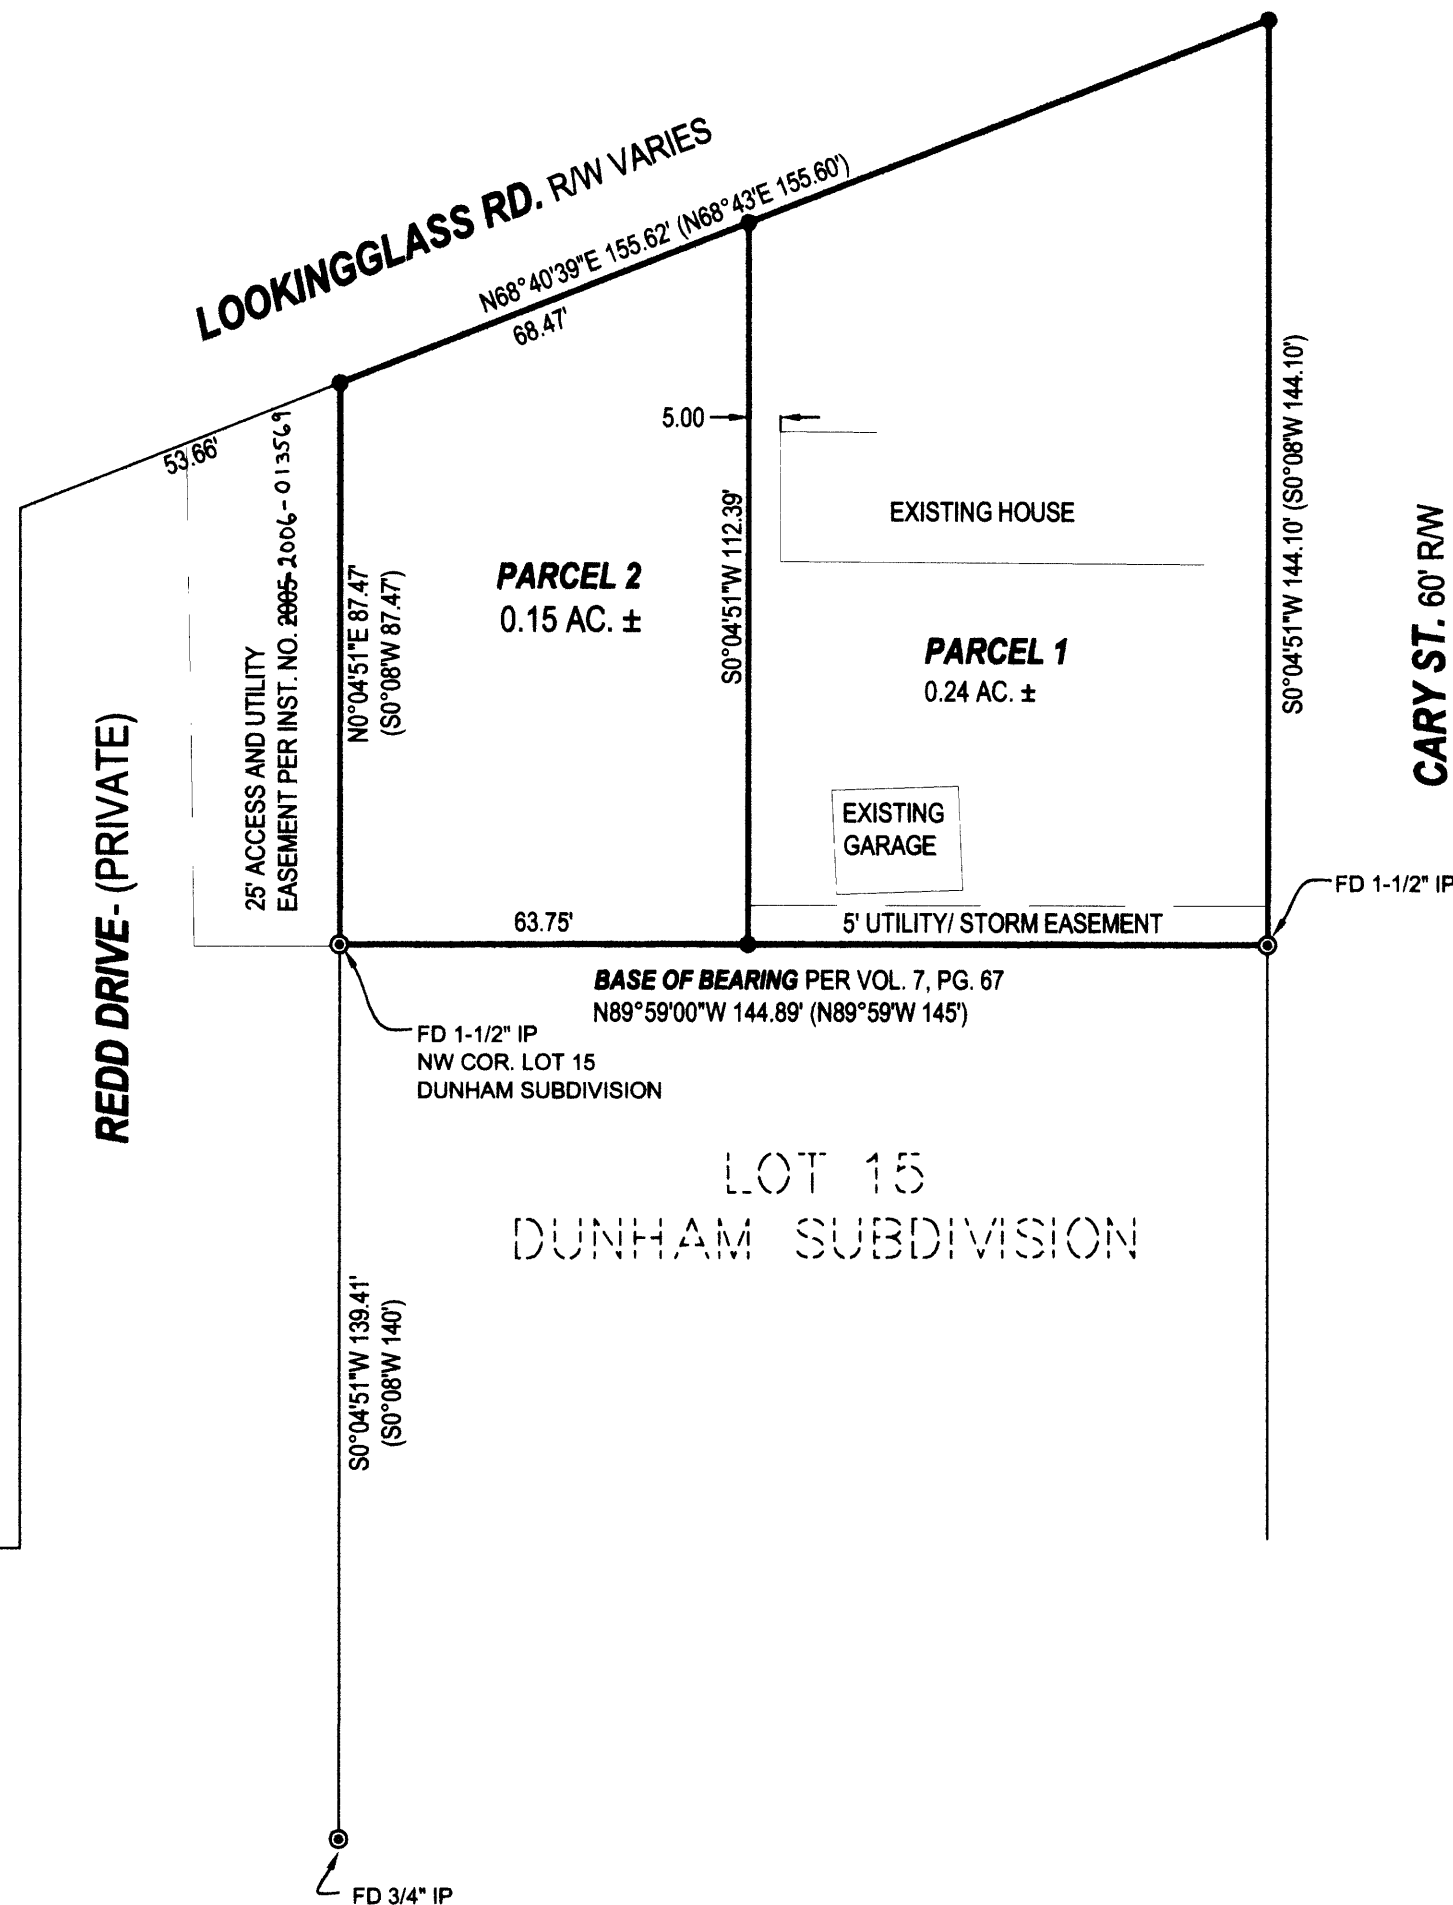 LOOKINGGLASS RD. R/W VARIES
N68°40'39"E 155.62' (N68°43'E 155.60')
68.47'
53.66'
5.00
EXISTING HOUSE
PARCEL 2
0.15 AC. ±
PARCEL 1
0.24 AC. ±
25' ACCESS AND UTILITY
EASEMENT PER INST. NO. 2005-2006-013569
N0°04'51"E 87.47'
(S0°08'W 87.47')
S0°04'51"W 112.39'
S0°04'51"W 144.10' (S0°08'W 144.10')
CARY ST. 60' R/W
REDD DRIVE- (PRIVATE)
EXISTING
GARAGE
FD 1-1/2" IP
63.75'
5' UTILITY/ STORM EASEMENT
BASE OF BEARING PER VOL. 7, PG. 67
N89°59'00"W 144.89' (N89°59'W 145')
FD 1-1/2" IP
NW COR. LOT 15
DUNHAM SUBDIVISION
LOT 15
DUNHAM SUBDIVISION
S0°04'51"W 139.41'
(S0°08'W 140')
FD 3/4" IP